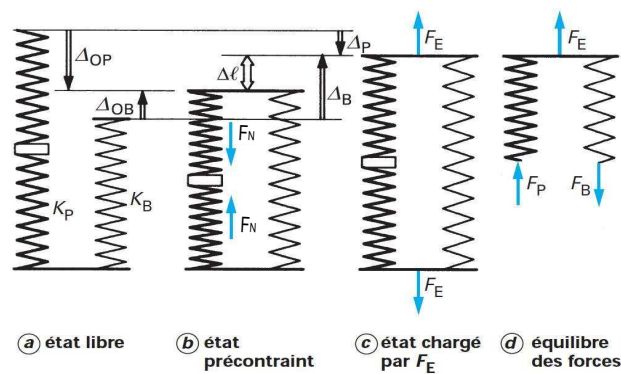 Δ_OP
Δ_OB
K_P
K_B
Δℓ
F_N
F_N
Δ_P
Δ_B
F_E
F_E
F_E
F_P
F_B
a état libre
b état
précontraint
c état chargé
par F_E
d équilibre
des forces